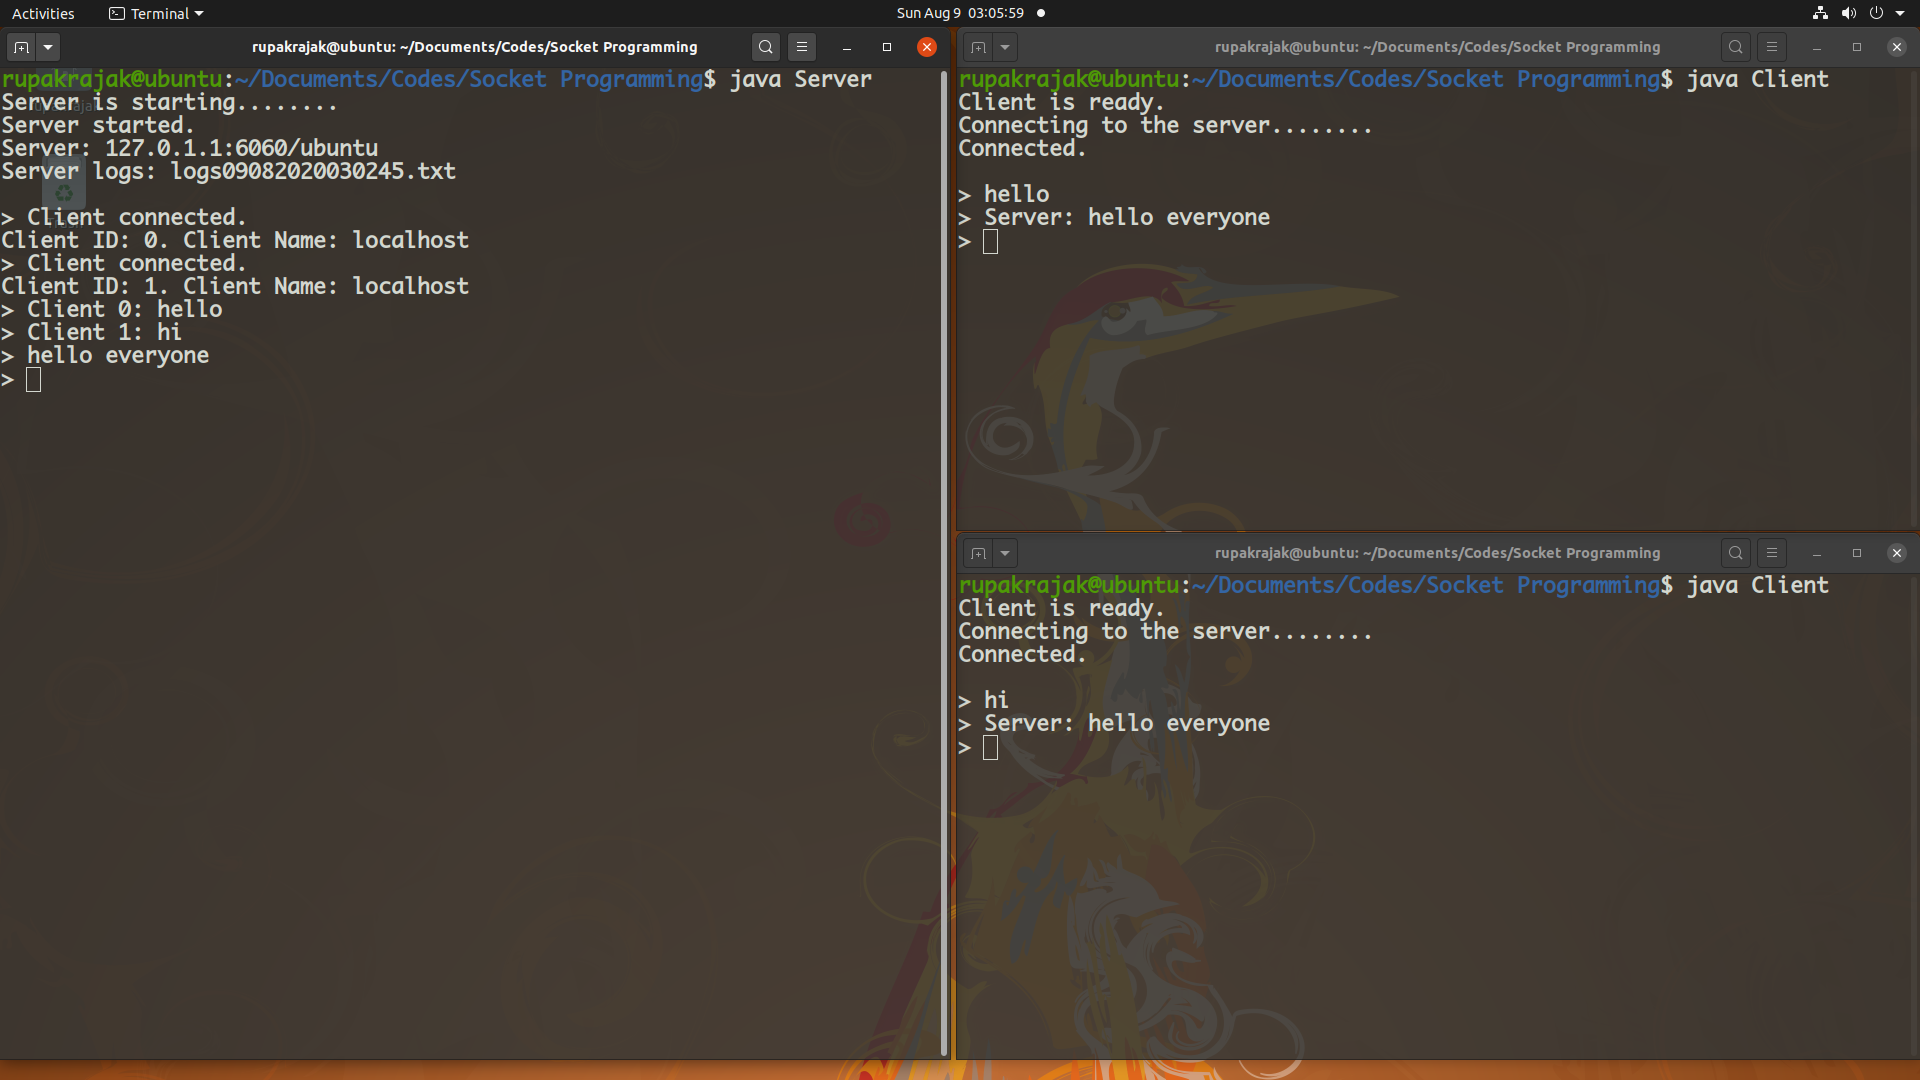 Activities
Terminal
Sun Aug 9 03:05:59
rupakrajak@ubuntu: ~/Documents/Codes/Socket Programming
rupakrajak@ubuntu:~/Documents/Codes/Socket Programming$ java Server
Server is starting........
Server started.
Server: 127.0.1.1:6060/ubuntu
Server logs: logs09082020030245.txt
> Client connected.
Client ID: 0. Client Name: localhost
> Client connected.
Client ID: 1. Client Name: localhost
> Client 0: hello
> Client 1: hi
> hello everyone
>
rupakrajak@ubuntu: ~/Documents/Codes/Socket Programming
rupakrajak@ubuntu:~/Documents/Codes/Socket Programming$ java Client
Client is ready.
Connecting to the server........
Connected.
> hello
> Server: hello everyone
>
rupakrajak@ubuntu: ~/Documents/Codes/Socket Programming
rupakrajak@ubuntu:~/Documents/Codes/Socket Programming$ java Client
Client is ready.
Connecting to the server........
Connected.
> hi
> Server: hello everyone
>